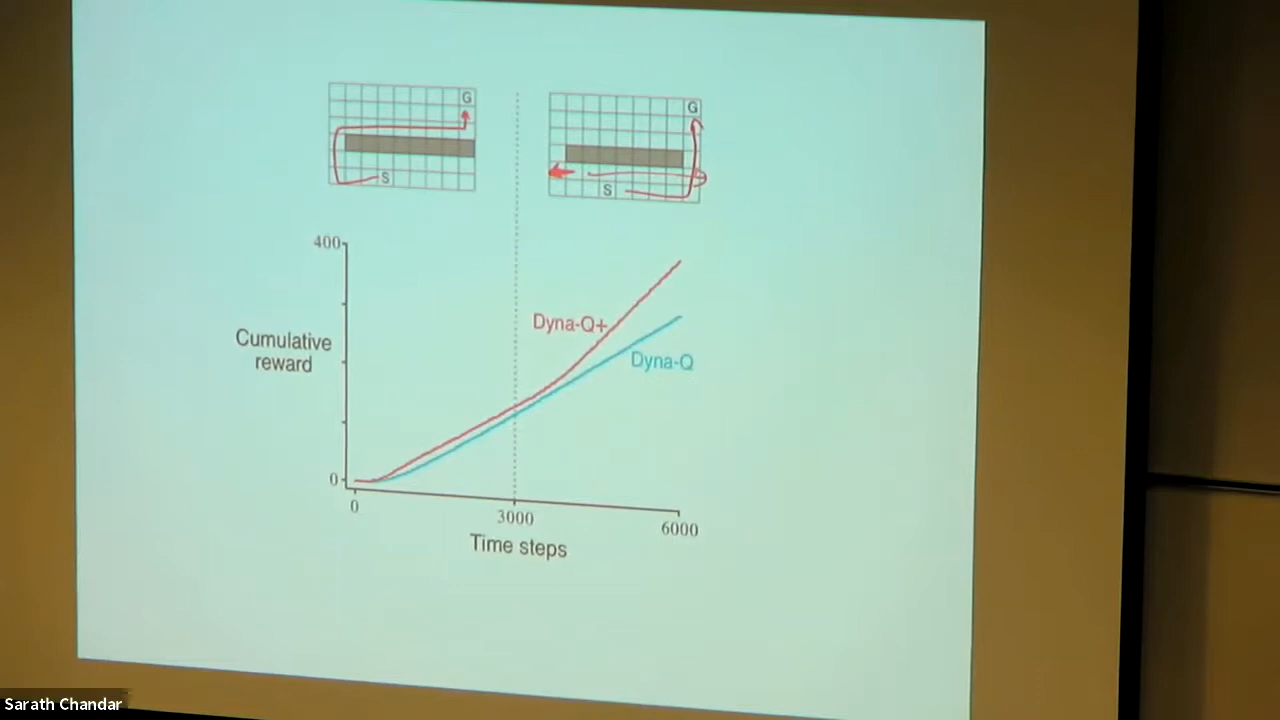 G
S
G
S
400
Cumulative
reward
Dyna-Q+
Dyna-Q
0
0
3000
6000
Time steps
Sarath Chandar